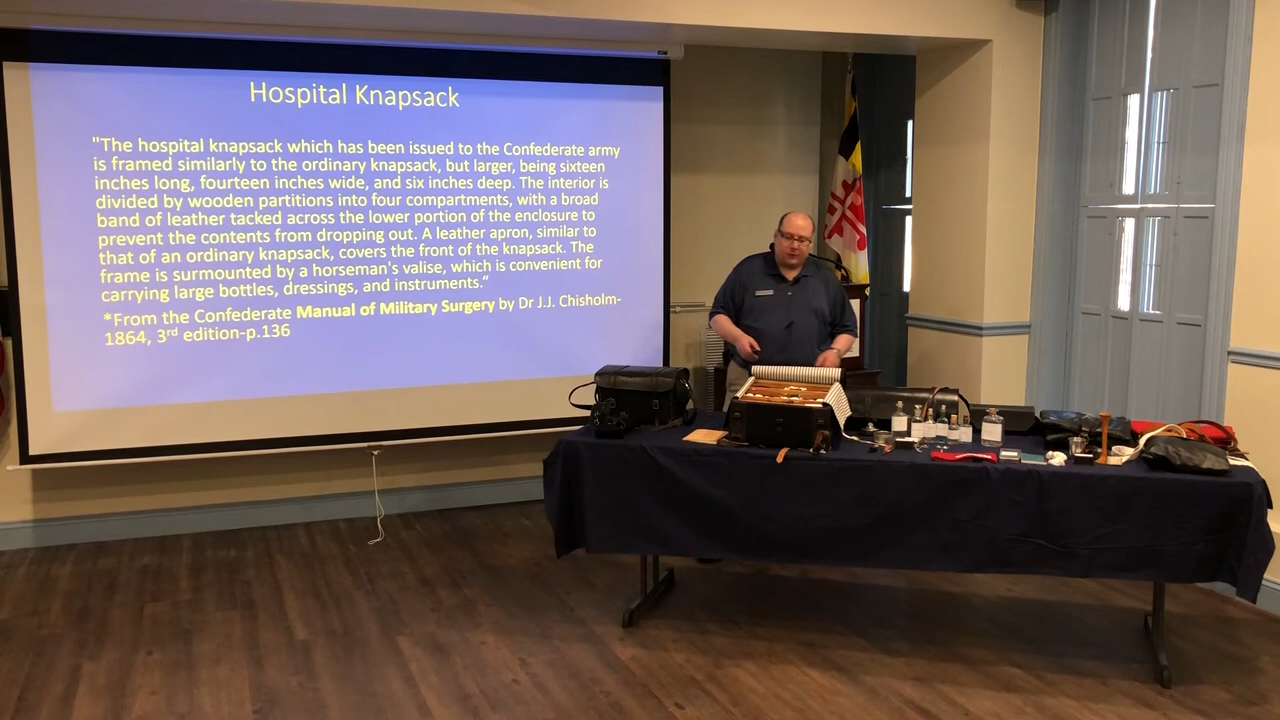 Hospital Knapsack
"The hospital knapsack which has been issued to the Confederate army
is framed similarly to the ordinary knapsack, but larger, being sixteen
inches long, fourteen inches wide, and six inches deep. The interior is
divided by wooden partitions into four compartments, with a broad
band of leather tacked across the lower portion of the enclosure to
prevent the contents from dropping out. A leather apron, similar to
that of an ordinary knapsack, covers the front of the knapsack. The
frame is surmounted by a horseman's valise, which is convenient for
carrying large bottles, dressings, and instruments.“
*From the Confederate Manual of Military Surgery by Dr J.J. Chisholm-
1864, 3rd edition-p.136